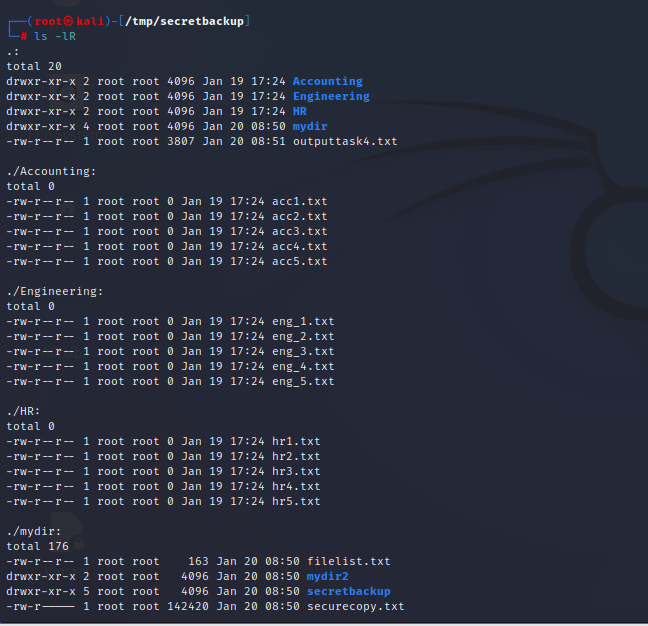 ┌──(root㉿kali)-[/tmp/secretbackup]
└─# ls -lR
.:
total 20
drwxr-xr-x 2 root root 4096 Jan 19 17:24 Accounting
drwxr-xr-x 2 root root 4096 Jan 19 17:24 Engineering
drwxr-xr-x 2 root root 4096 Jan 19 17:24 HR
drwxr-xr-x 4 root root 4096 Jan 20 08:50 mydir
-rw-r--r-- 1 root root 3807 Jan 20 08:51 outputtask4.txt

./Accounting:
total 0
-rw-r--r-- 1 root root 0 Jan 19 17:24 acc1.txt
-rw-r--r-- 1 root root 0 Jan 19 17:24 acc2.txt
-rw-r--r-- 1 root root 0 Jan 19 17:24 acc3.txt
-rw-r--r-- 1 root root 0 Jan 19 17:24 acc4.txt
-rw-r--r-- 1 root root 0 Jan 19 17:24 acc5.txt

./Engineering:
total 0
-rw-r--r-- 1 root root 0 Jan 19 17:24 eng_1.txt
-rw-r--r-- 1 root root 0 Jan 19 17:24 eng_2.txt
-rw-r--r-- 1 root root 0 Jan 19 17:24 eng_3.txt
-rw-r--r-- 1 root root 0 Jan 19 17:24 eng_4.txt
-rw-r--r-- 1 root root 0 Jan 19 17:24 eng_5.txt

./HR:
total 0
-rw-r--r-- 1 root root 0 Jan 19 17:24 hr1.txt
-rw-r--r-- 1 root root 0 Jan 19 17:24 hr2.txt
-rw-r--r-- 1 root root 0 Jan 19 17:24 hr3.txt
-rw-r--r-- 1 root root 0 Jan 19 17:24 hr4.txt
-rw-r--r-- 1 root root 0 Jan 19 17:24 hr5.txt

./mydir:
total 176
-rw-r--r-- 1 root root    163 Jan 20 08:50 filelist.txt
drwxr-xr-x 2 root root   4096 Jan 20 08:50 mydir2
drwxr-xr-x 5 root root   4096 Jan 20 08:50 secretbackup
-rw-r----- 1 root root 142420 Jan 20 08:50 securecopy.txt